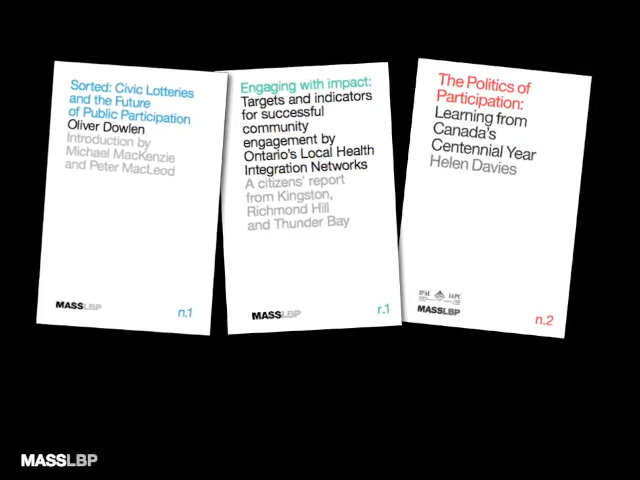 Sorted: Civic Lotteries
and the Future
of Public Participation
Oliver Dowlen
Introduction by
Michael MacKenzie
and Peter MacLeod
MASSLBP
n.1
Engaging with impact:
Targets and indicators
for successful
community
engagement by
Ontario's Local Health
Integration Networks
A citizens' report
from Kingston,
Richmond Hill
and Thunder Bay
MASSLBP
r.1
The Politics of
Participation:
Learning from
Canada's
Centennial Year
Helen Davies
IPAC IAPC
MASSLBP
n.2
MASSLBP